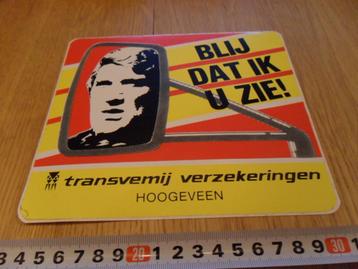 BLIJ
DAT IK
U ZIE!
transvemij verzekeringen
HOOGEVEEN
3 4 5 6 7 8 9 20 1 2 3 4 5 6 7 8 9 30 1